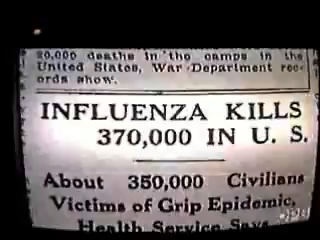 20,000 deaths in the camps in the
United States, War Department rec-
ords show.
INFLUENZA KILLS
370,000 IN U. S.
About 350,000 Civilians
Victims of Grip Epidemic,
Health Service Says